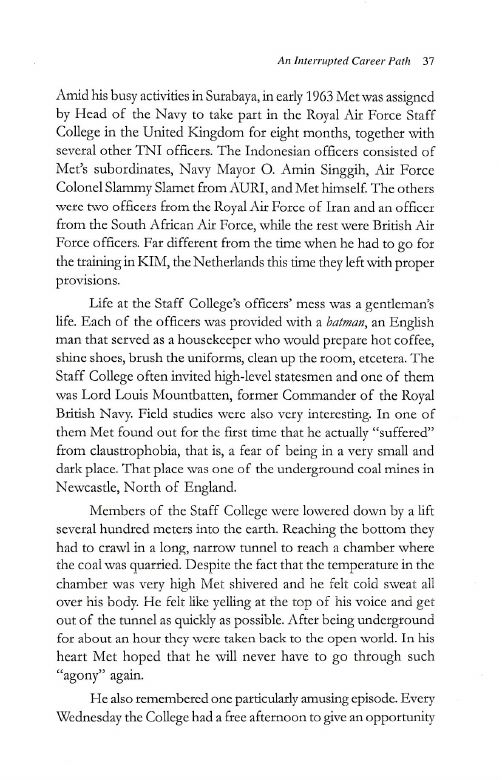 An Interrupted Career Path 37
Amid his busy activities in Surabaya, in early 1963 Met was assigned
by Head of the Navy to take part in the Royal Air Force Staff
College in the United Kingdom for eight months, together with
several other TNI officers. The Indonesian officers consisted of
Met's subordinates, Navy Mayor O. Amin Singgih, Air Force
Colonel Slammy Slamet from AURI, and Met himself. The others
were two officers from the Royal Air Force of Iran and an officer
from the South African Air Force, while the rest were British Air
Force officers. Far different from the time when he had to go for
the training in KIM, the Netherlands this time they left with proper
provisions.
Life at the Staff College's officers' mess was a gentleman's
life. Each of the officers was provided with a batman, an English
man that served as a housekeeper who would prepare hot coffee,
shine shoes, brush the uniforms, clean up the room, etcetera. The
Staff College often invited high-level statesmen and one of them
was Lord Louis Mountbatten, former Commander of the Royal
British Navy. Field studies were also very interesting. In one of
them Met found out for the first time that he actually “suffered”
from claustrophobia, that is, a fear of being in a very small and
dark place. That place was one of the underground coal mines in
Newcastle, North of England.
Members of the Staff College were lowered down by a lift
several hundred meters into the earth. Reaching the bottom they
had to crawl in a long, narrow tunnel to reach a chamber where
the coal was quarried. Despite the fact that the temperature in the
chamber was very high Met shivered and he felt cold sweat all
over his body. He felt like yelling at the top of his voice and get
out of the tunnel as quickly as possible. After being underground
for about an hour they were taken back to the open world. In his
heart Met hoped that he will never have to go through such
“agony” again.
He also remembered one particularly amusing episode. Every
Wednesday the College had a free afternoon to give an opportunity